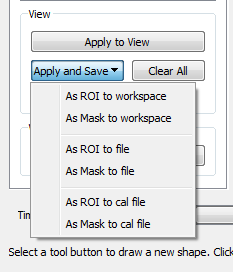 View
Apply to View
Apply and Save Clear All
As ROI to workspace
As Mask to workspace
As ROI to file
As Mask to file
As ROI to cal file
As Mask to cal file
Select a tool button to draw a new shape. Click